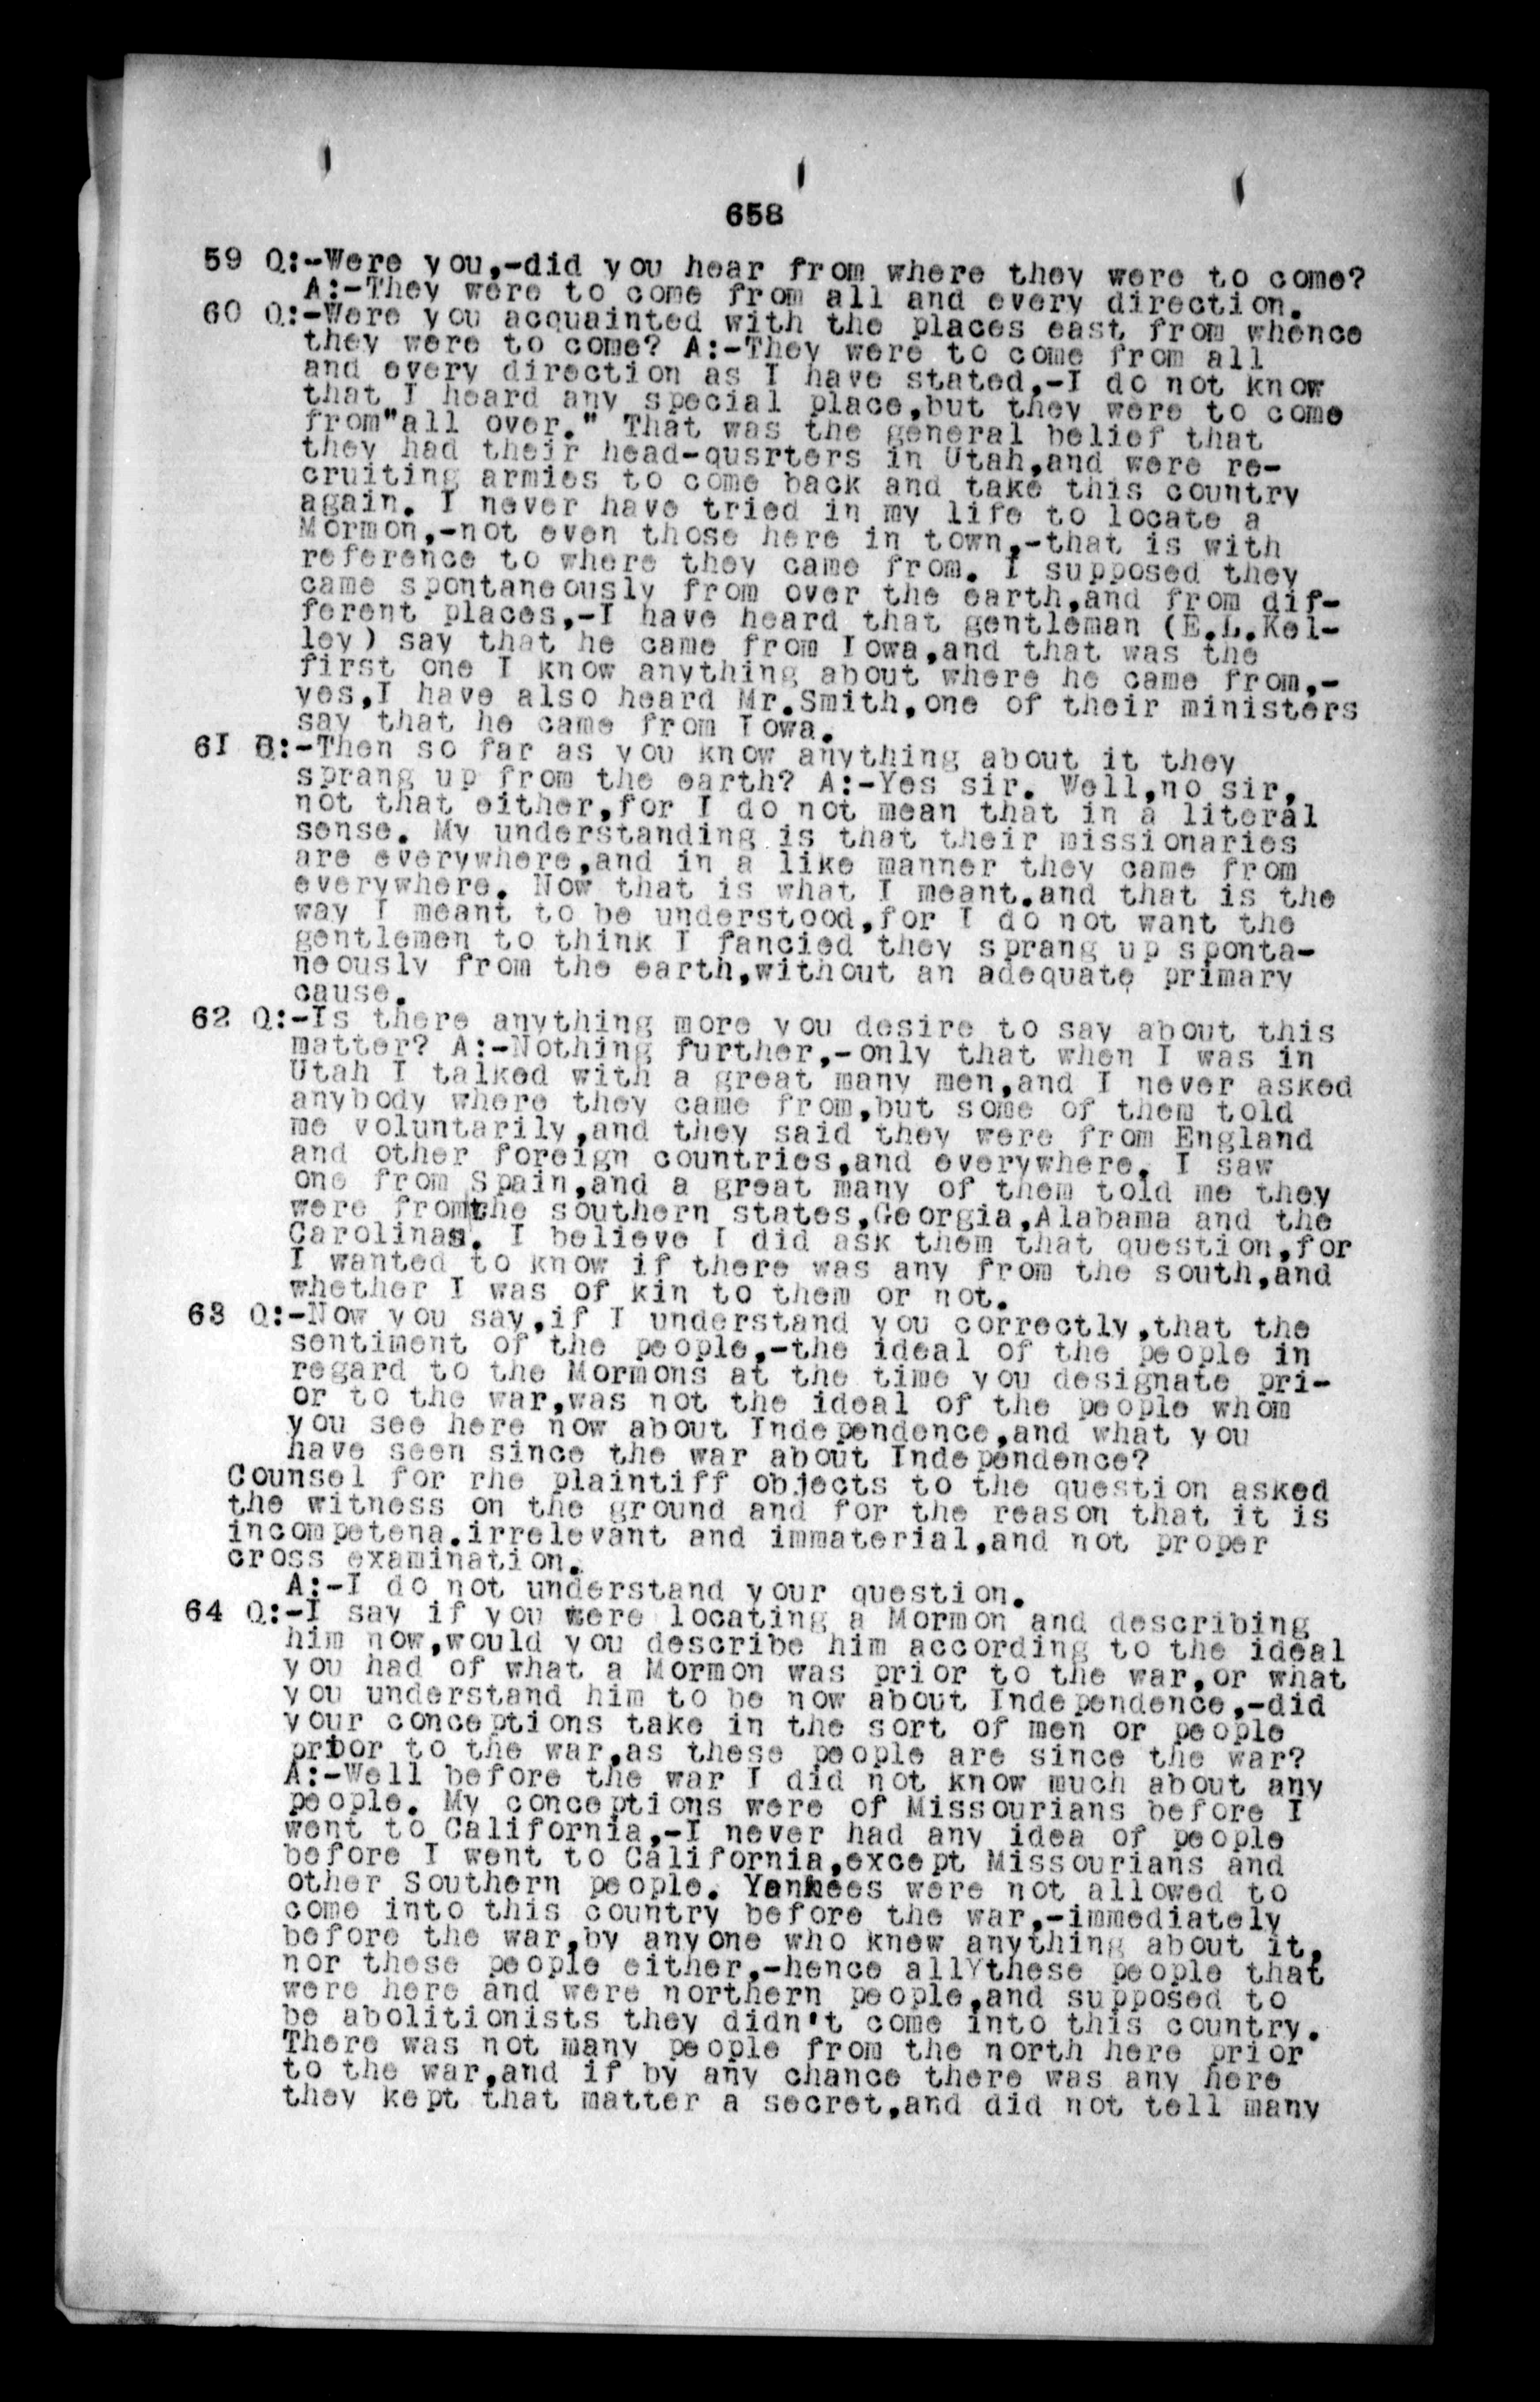 658
59 Q:-Were you,-did you hear from where they were to come?
A:-They were to come from all and every direction.
60 Q:-Were you acquainted with the places east from whence
they were to come? A:-They were to come from all
and every direction as I have stated,-I do not know
that I heard any special place,but they were to come
from"all over." That was the general belief that
they had their head-qusrters in Utah,and were re-
cruiting armies to come back and take this country
again. I never have tried in my life to locate a
Mormon,-not even those here in town,-that is with
reference to where they came from. I supposed they
came spontaneously from over the earth,and from dif-
ferent places,-I have heard that gentleman (E.L.Kel-
ley) say that he came from Iowa,and that was the
first one I know anything about where he came from,-
yes,I have also heard Mr.Smith,one of their ministers
say that he came from Iowa.
61 Q:-Then so far as you know anything about it they
sprang up from the earth? A:-Yes sir. Well,no sir,
not that either,for I do not mean that in a literal
sense. My understanding is that their missionaries
are everywhere,and in a like manner they came from
everywhere. Now that is what I meant.and that is the
way I meant to be understood,for I do not want the
gentlemen to think I fancied they sprang up sponta-
neously from the earth,without an adequate primary
cause.
62 Q:-Is there anything more you desire to say about this
matter? A:-Nothing further,-only that when I was in
Utah I talked with a great many men,and I never asked
anybody where they came from,but some of them told
me voluntarily,and they said they were from England
and other foreign countries,and everywhere. I saw
one from Spain,and a great many of them told me they
were from the southern states,Georgia,Alabama and the
Carolinas. I believe I did ask them that question,for
I wanted to know if there was any from the south,and
whether I was of kin to them or not.
63 Q:-Now you say,if I understand you correctly,that the
sentiment of the people,-the ideal of the people in
regard to the Mormons at the time you designate pri-
or to the war,was not the ideal of the people whom
you see here now about Independence,and what you
have seen since the war about Independence?
Counsel for rhe plaintiff objects to the question asked
the witness on the ground and for the reason that it is
incompetena.irrelevant and immaterial,and not proper
cross examination.
A:-I do not understand your question.
64 Q:-I say if you were locating a Mormon and describing
him now,would you describe him according to the ideal
you had of what a Mormon was prior to the war,or what
you understand him to be now about Independence,-did
your conceptions take in the sort of men or people
prior to the war,as these people are since the war?
A:-Well before the war I did not know much about any
people. My conceptions were of Missourians before I
went to California,-I never had any idea of people
before I went to California,except Missourians and
other Southern people. Yankees were not allowed to
come into this country before the war,-immediately
before the war,by anyone who knew anything about it,
nor these people either,-hence all these people that
were here and were northern people,and supposed to
be abolitionists they didn't come into this country.
There was not many people from the north here prior
to the war,and if by any chance there was any here
they kept that matter a secret,and did not tell many